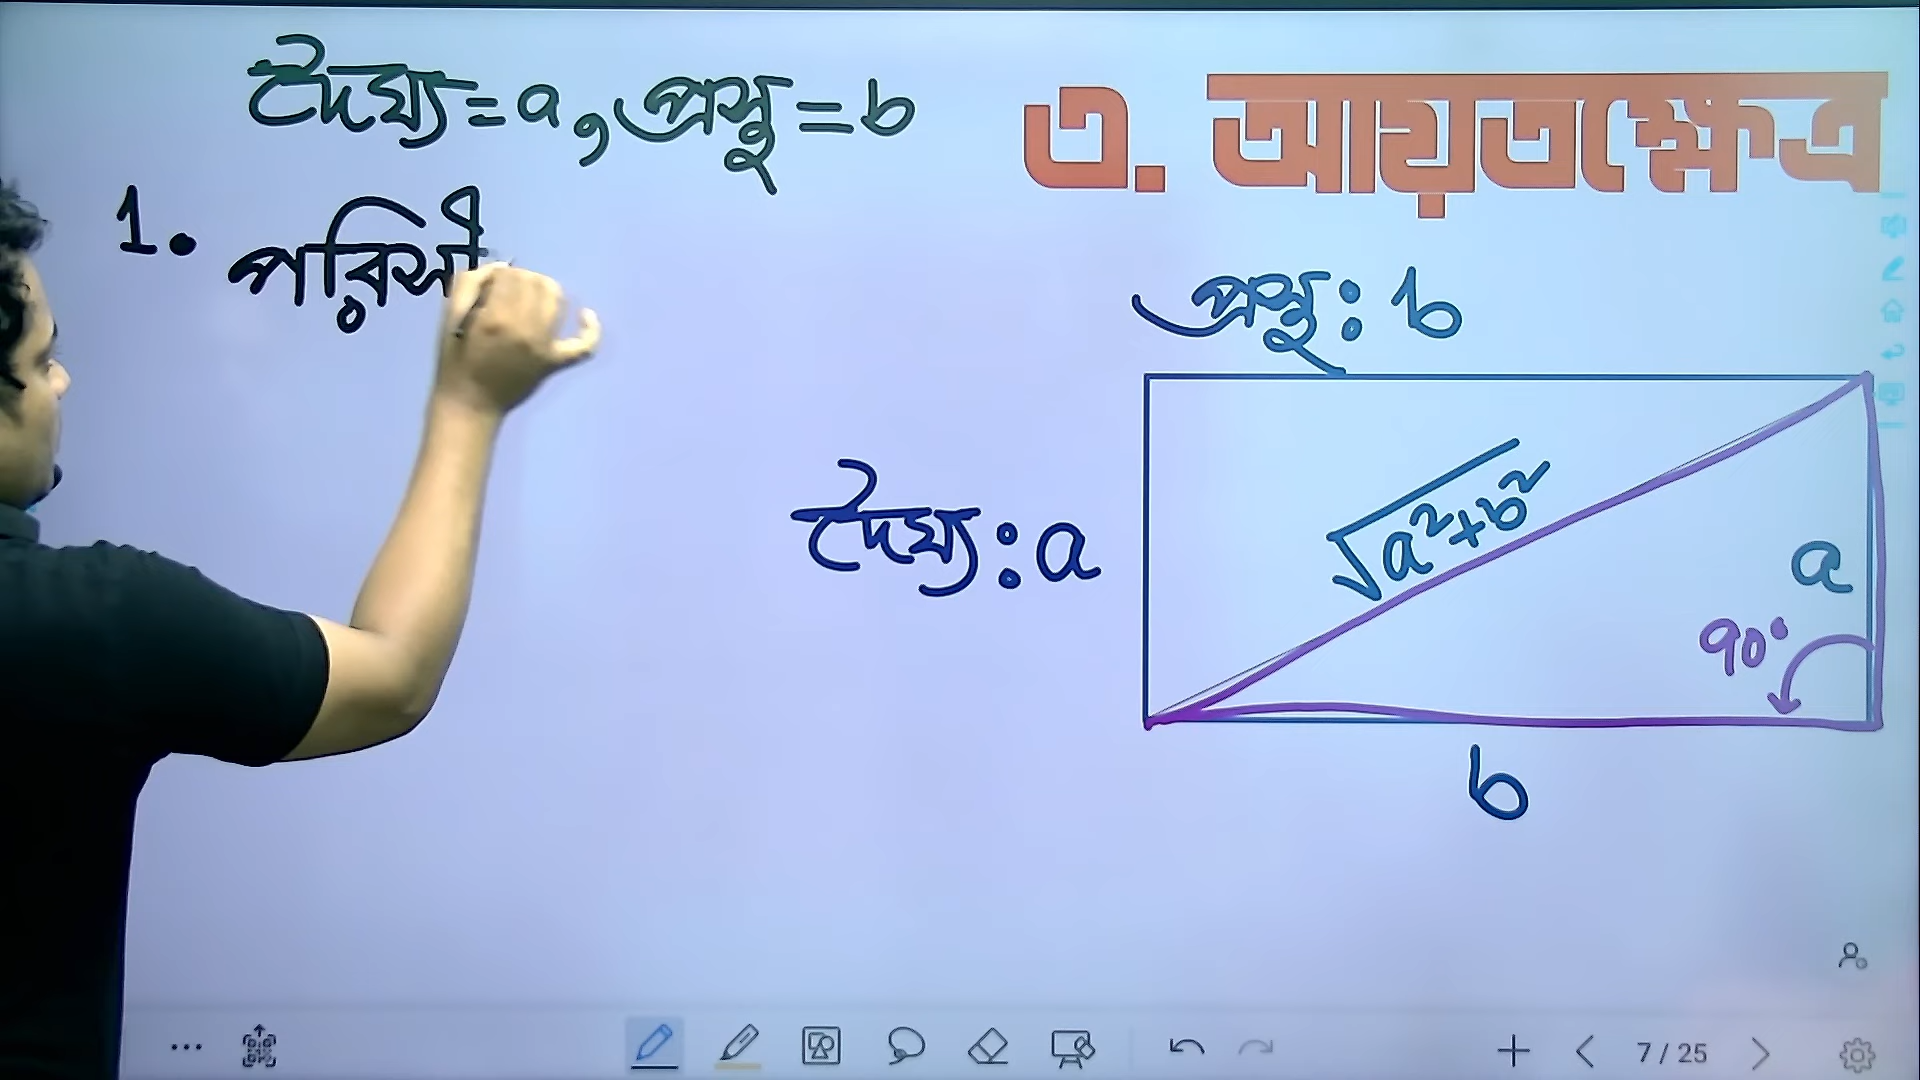 দৈর্ঘ্য = a, প্রস্থ = b
৩. আয়তক্ষেত্র
1. পরিসী
প্রস্থ : b
দৈর্ঘ্য : a
√a²+b²
a
90°
b
7 / 25